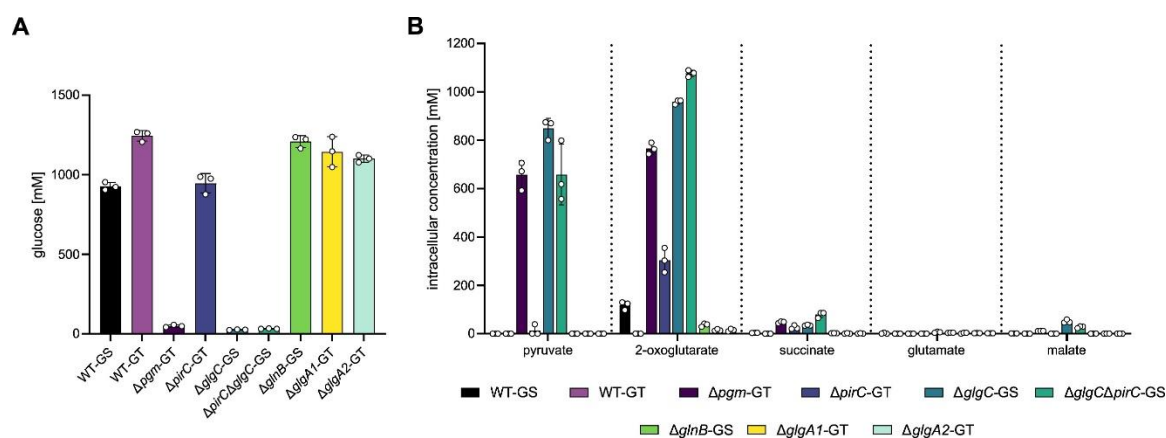 A
glucose [mM]
1500
1000
500
0
WT-GS
WT-GT
Δpgm-GT
ΔpirC-GT
ΔglgC-GS
ΔpirCΔglgC-GS
ΔglnB-GS
ΔglgA1-GT
ΔglgA2-GT
B
intracellular concentration [mM]
1200
1000
800
600
400
200
0
pyruvate
2-oxoglutarate
succinate
glutamate
malate
WT-GS
WT-GT
Δpgm-GT
ΔpirC-GT
ΔglgC-GS
ΔglgCΔpirC-GS
ΔglnB-GS
ΔglgA1-GT
ΔglgA2-GT